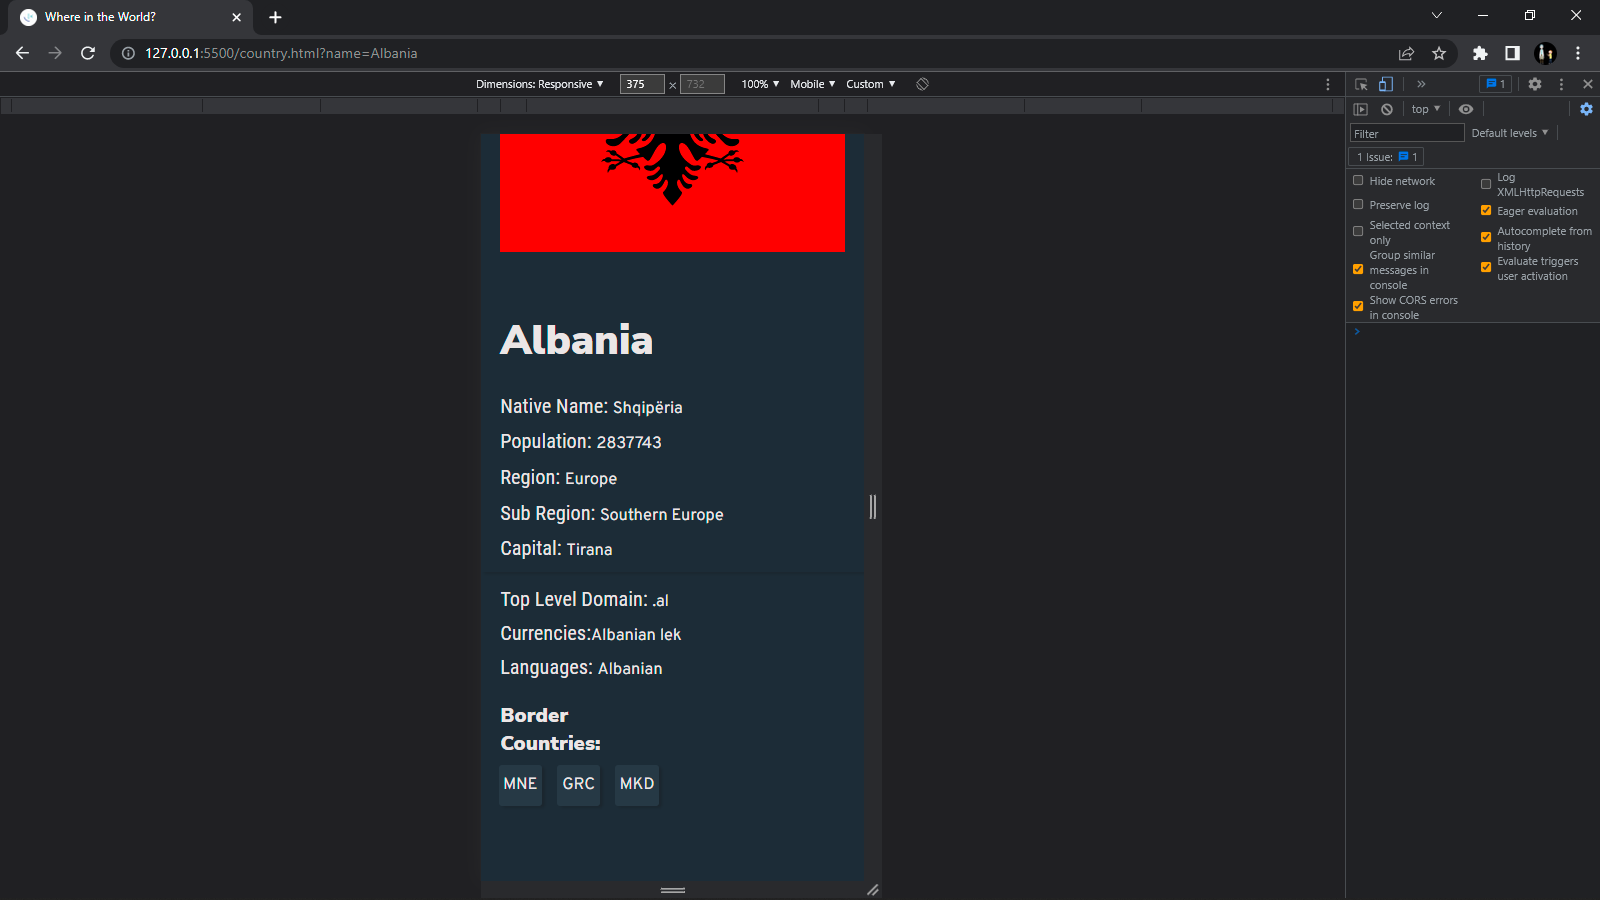 Where in the World?
127.0.0.1:5500/country.html?name=Albania
Dimensions: Responsive ▼ 375 × 732 100% ▼ Mobile ▼ Custom ▼
1
top ▼
Filter Default levels ▼
1 Issue: 1
Hide network
Preserve log
Selected context
only
Group similar
messages in
console
Show CORS errors
in console
Log
XMLHttpRequests
Eager evaluation
Autocomplete from
history
Evaluate triggers
user activation
Albania
Native Name: Shqipëria
Population: 2837743
Region: Europe
Sub Region: Southern Europe
Capital: Tirana
Top Level Domain: .al
Currencies:Albanian lek
Languages: Albanian
Border
Countries:
MNE GRC MKD